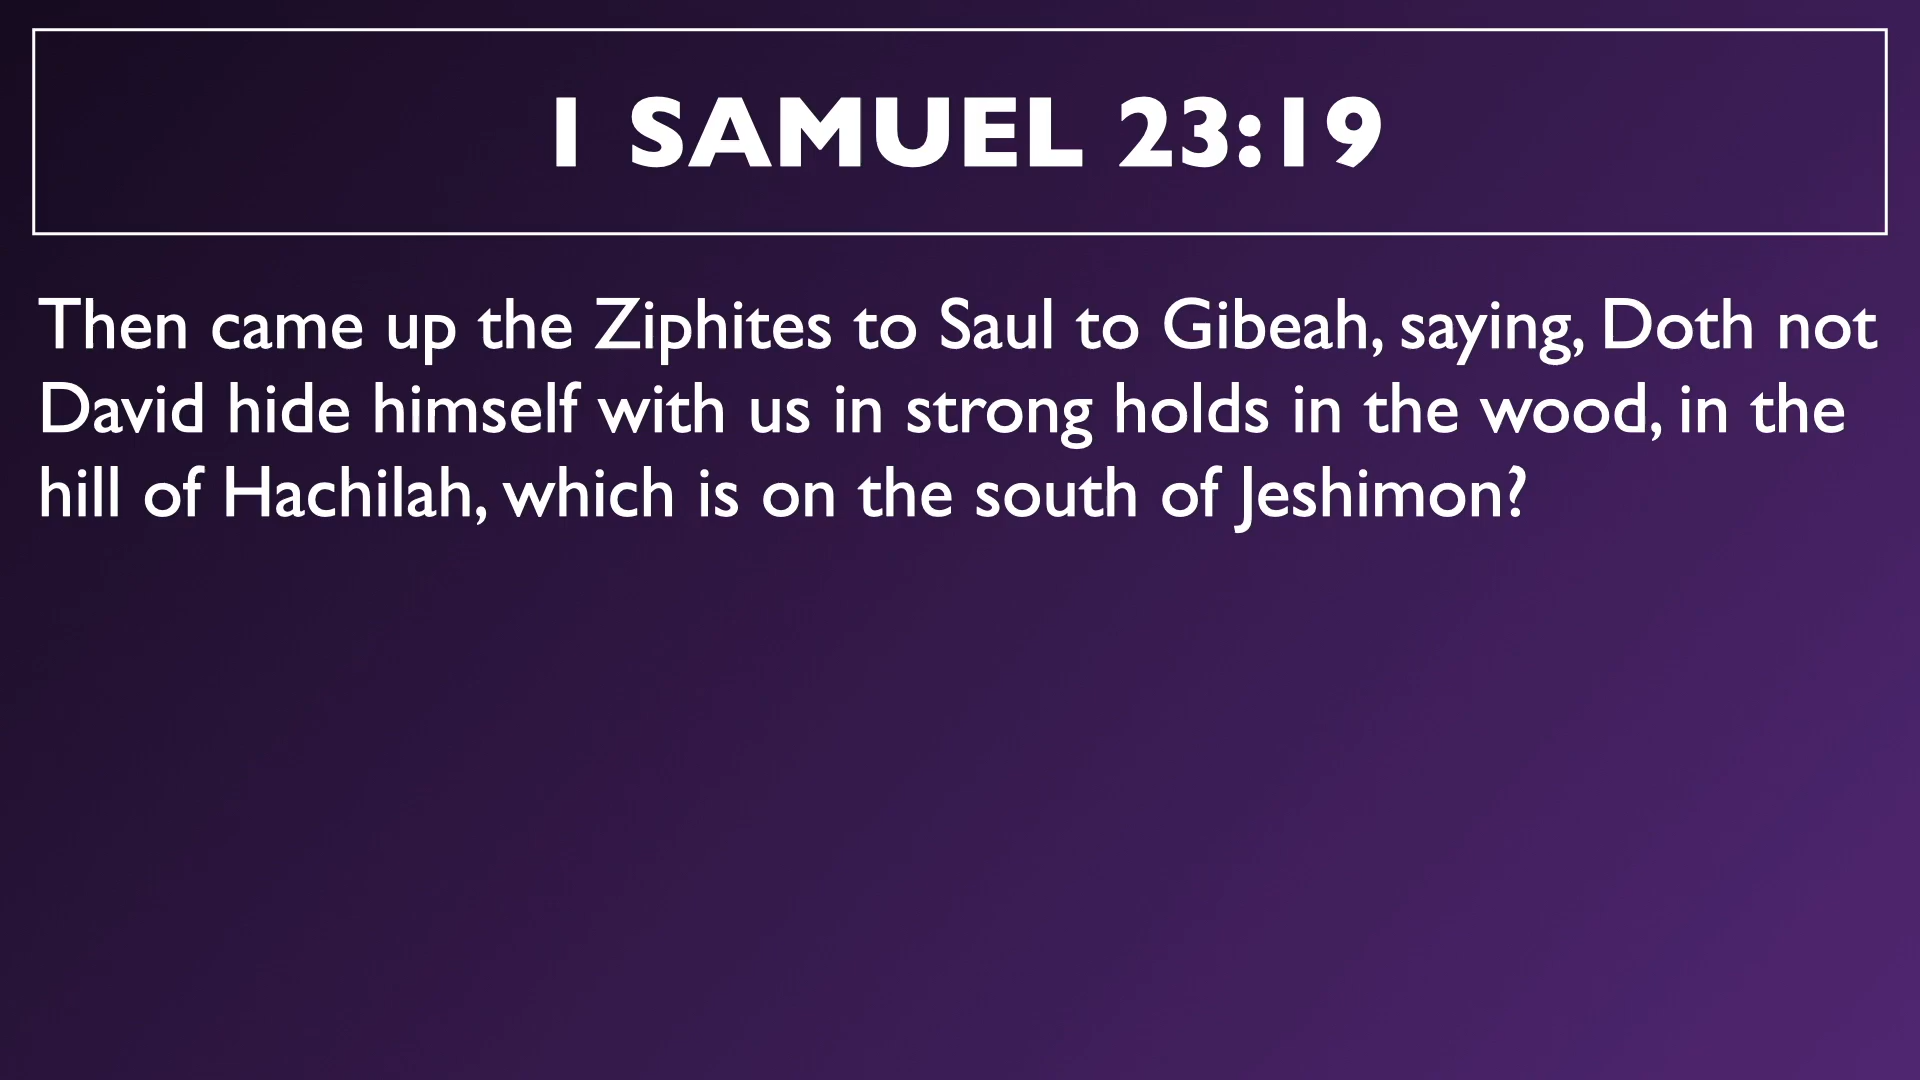 1 SAMUEL 23:19
Then came up the Ziphites to Saul to Gibeah, saying, Doth not
David hide himself with us in strong holds in the wood, in the
hill of Hachilah, which is on the south of Jeshimon?